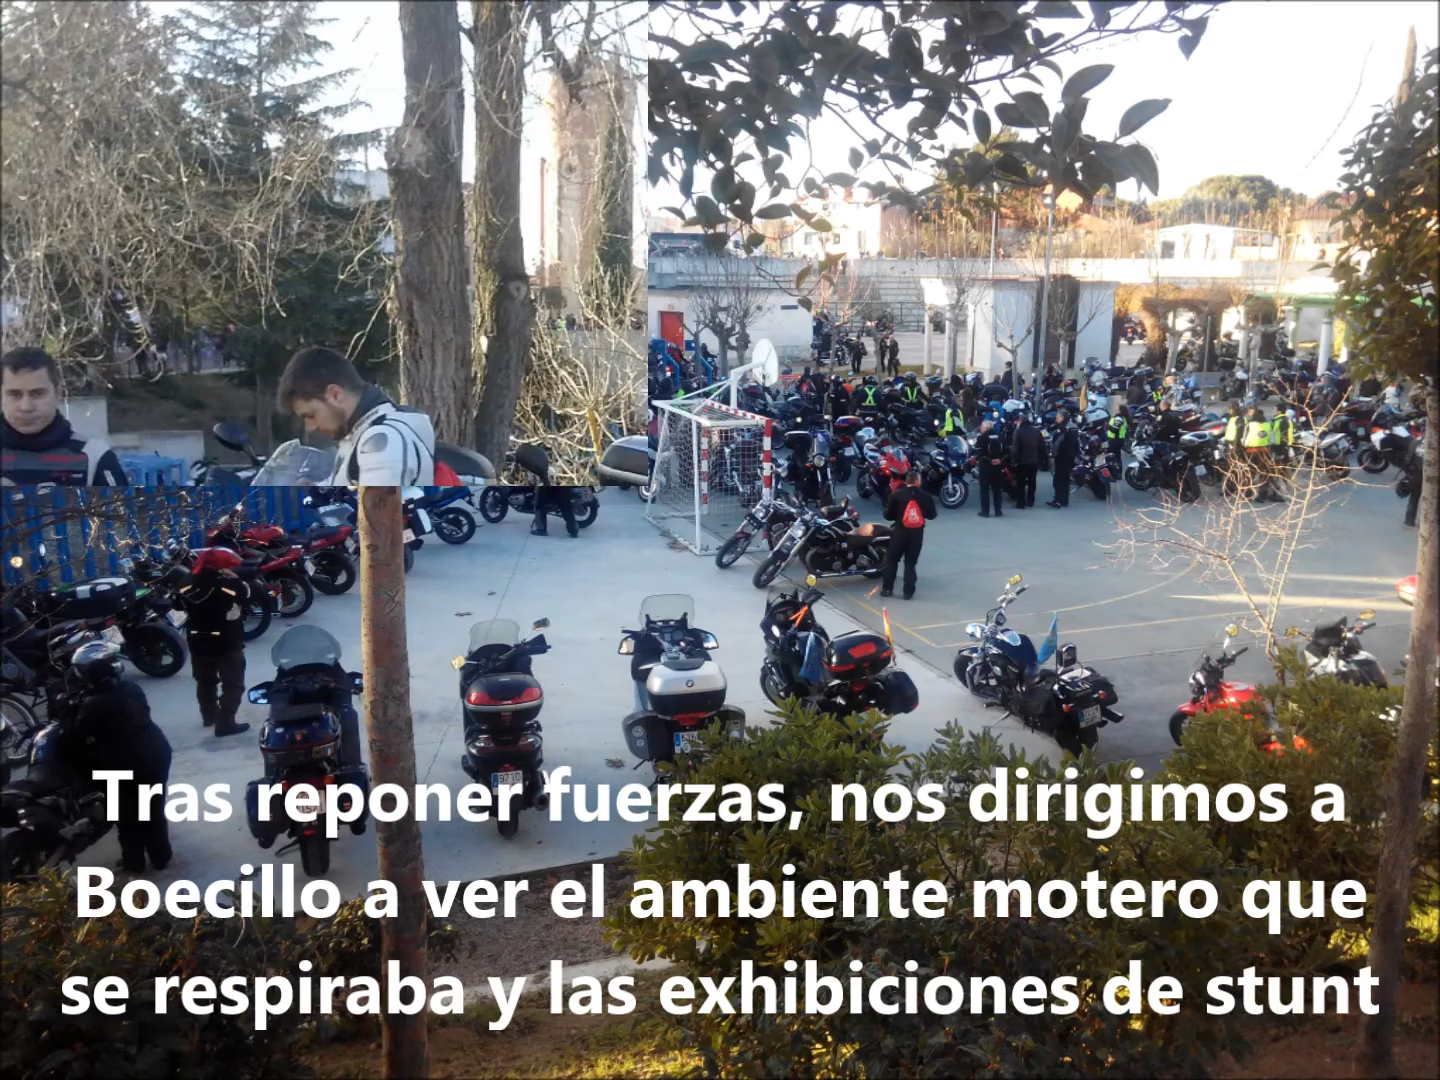 Tras reponer fuerzas, nos dirigimos a
Boecillo a ver el ambiente motero que
se respiraba y las exhibiciones de stunt